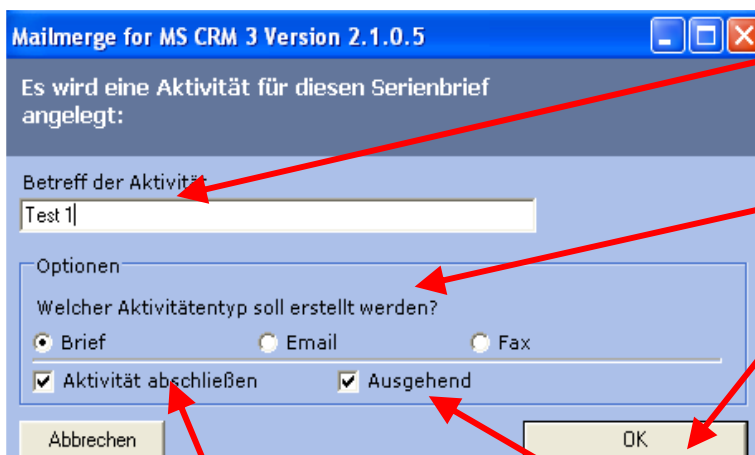 Mailmerge for MS CRM 3 Version 2.1.0.5
Es wird eine Aktivität für diesen Serienbrief
angelegt:
Betreff der Aktivität
Test 1
Optionen
Welcher Aktivitätentyp soll erstellt werden?
Brief Email Fax
Aktivität abschließen Ausgehend
Abbrechen OK